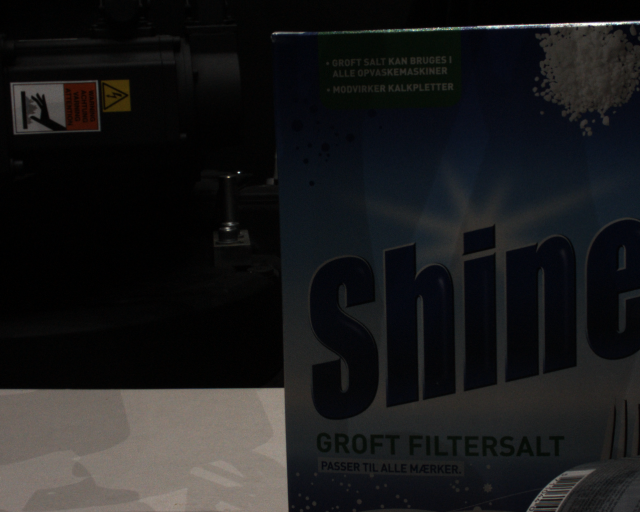 • GROFT SALT KAN BRUGES I
ALLE OPVASKEMASKINER
• MODVIRKER KALKPLETTER
Shine
GROFT FILTERSALT
PASSER TIL ALLE MÆRKER.